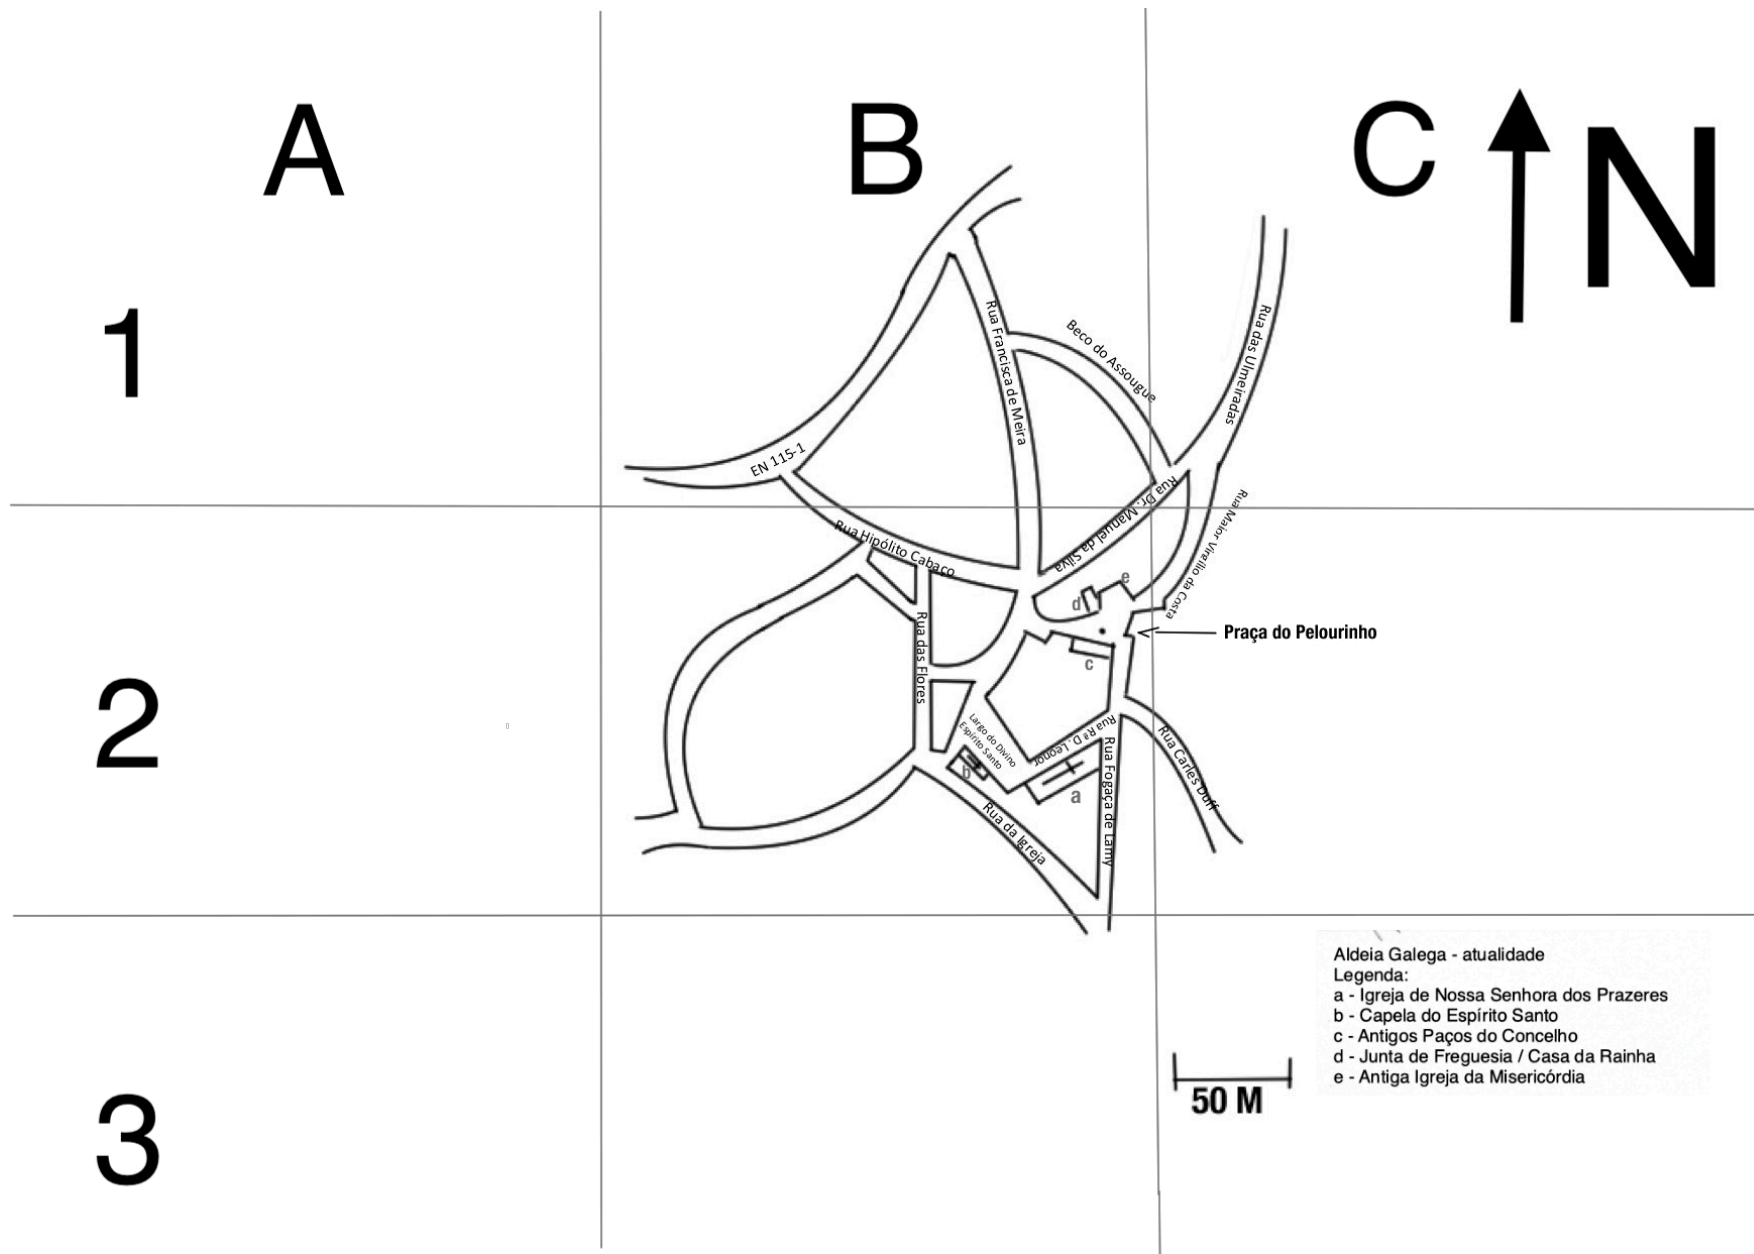 A
B
C
N
1
Rua Francisca de Meira
Beco do Assougue
Rua das Ulmeiradas
EN 115-1
Rua Dr. Manuel da Silva
Rua Hipólito Cabaço
Rua Maior Virgílio da Costa
e
d
Praça do Pelourinho
c
Rua das Flores
2
Largo do Divino
Espírito Santo
Rua Rª D. Leonor
Rua Carles Duff
b
a
Rua Fogaça de Lamy
Rua da Igreja
3
50 M
Aldeia Galega - atualidade
Legenda:
a - Igreja de Nossa Senhora dos Prazeres
b - Capela do Espírito Santo
c - Antigos Paços do Concelho
d - Junta de Freguesia / Casa da Rainha
e - Antiga Igreja da Misericórdia